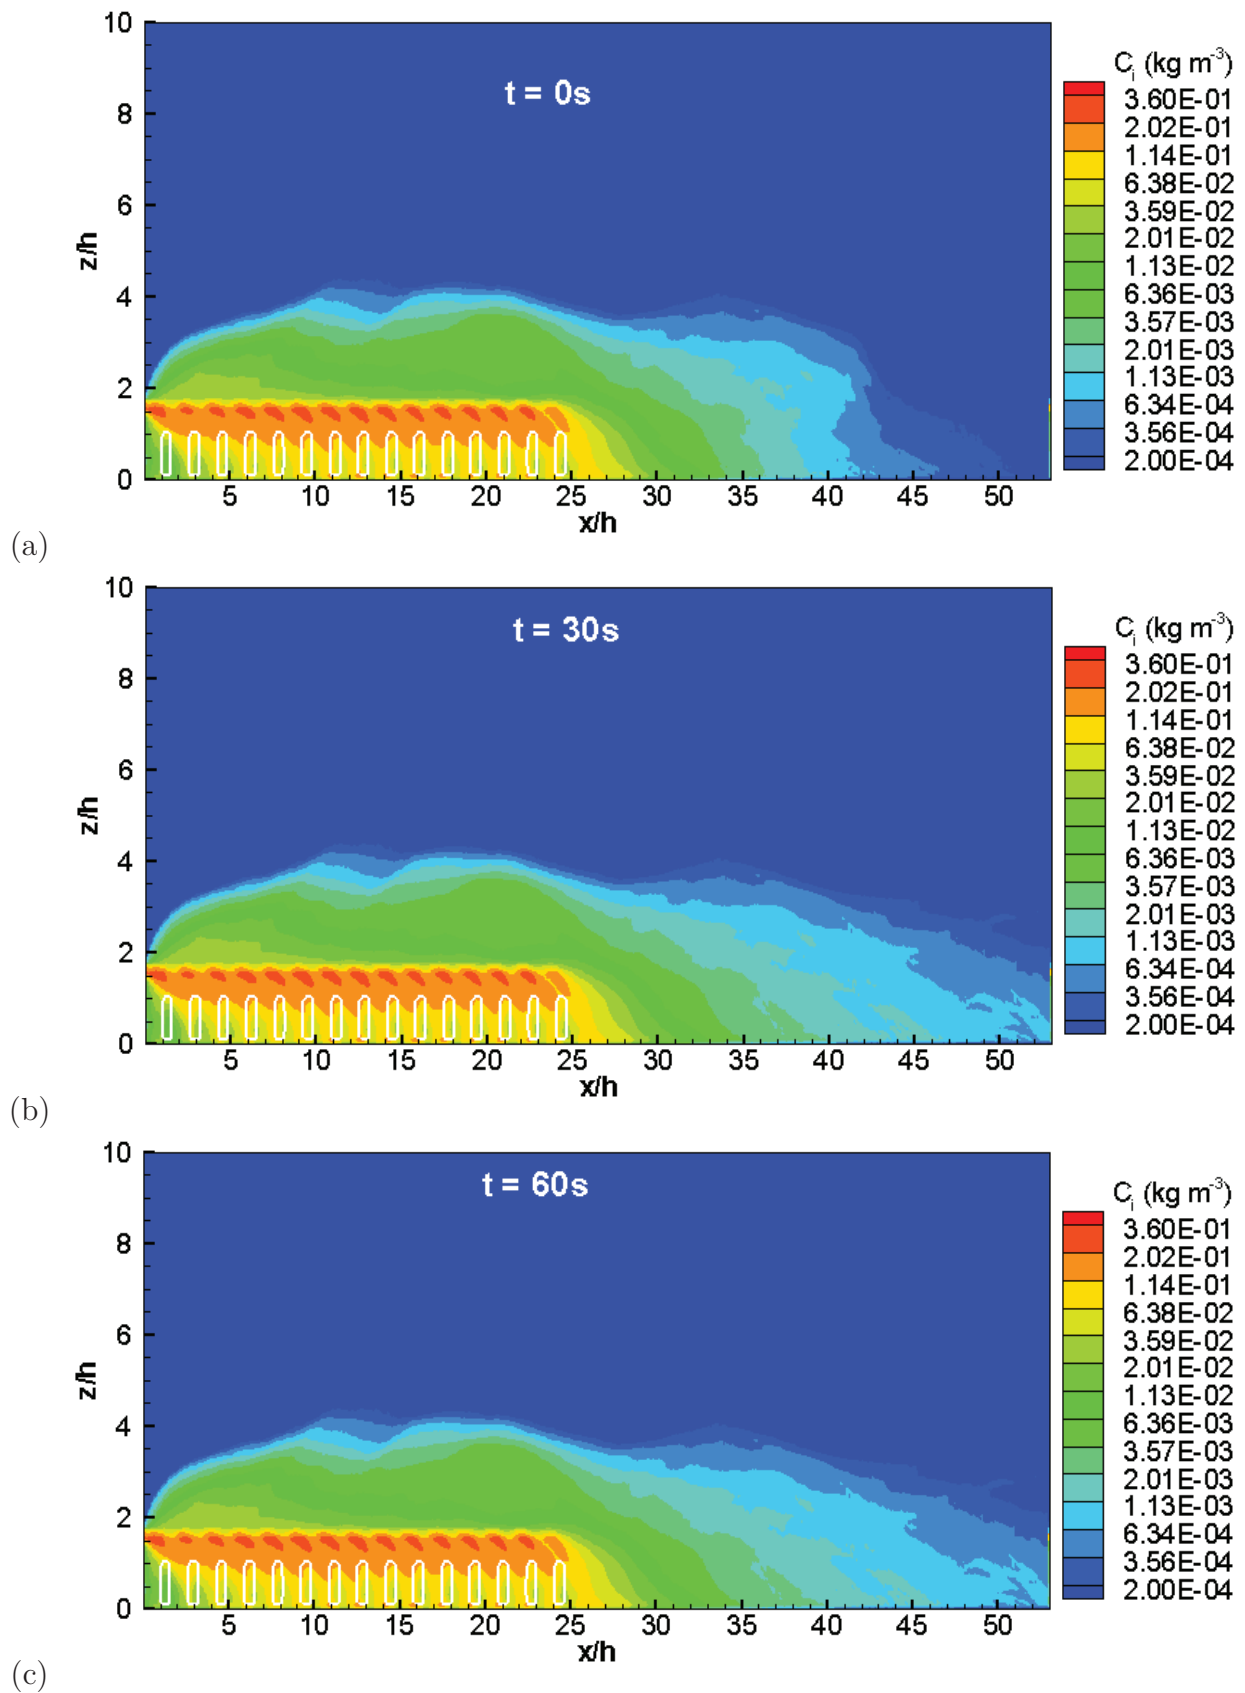 10
8
6
4
2
0
z/h
t = 0s
5 10 15 20 25 30 35 40 45 50
x/h
C_i (kg m^-3)
3.60E-01
2.02E-01
1.14E-01
6.38E-02
3.59E-02
2.01E-02
1.13E-02
6.36E-03
3.57E-03
2.01E-03
1.13E-03
6.34E-04
3.56E-04
2.00E-04
(a)
10
8
6
4
2
0
z/h
t = 30s
5 10 15 20 25 30 35 40 45 50
x/h
C_i (kg m^-3)
3.60E-01
2.02E-01
1.14E-01
6.38E-02
3.59E-02
2.01E-02
1.13E-02
6.36E-03
3.57E-03
2.01E-03
1.13E-03
6.34E-04
3.56E-04
2.00E-04
(b)
10
8
6
4
2
0
z/h
t = 60s
5 10 15 20 25 30 35 40 45 50
x/h
C_i (kg m^-3)
3.60E-01
2.02E-01
1.14E-01
6.38E-02
3.59E-02
2.01E-02
1.13E-02
6.36E-03
3.57E-03
2.01E-03
1.13E-03
6.34E-04
3.56E-04
2.00E-04
(c)